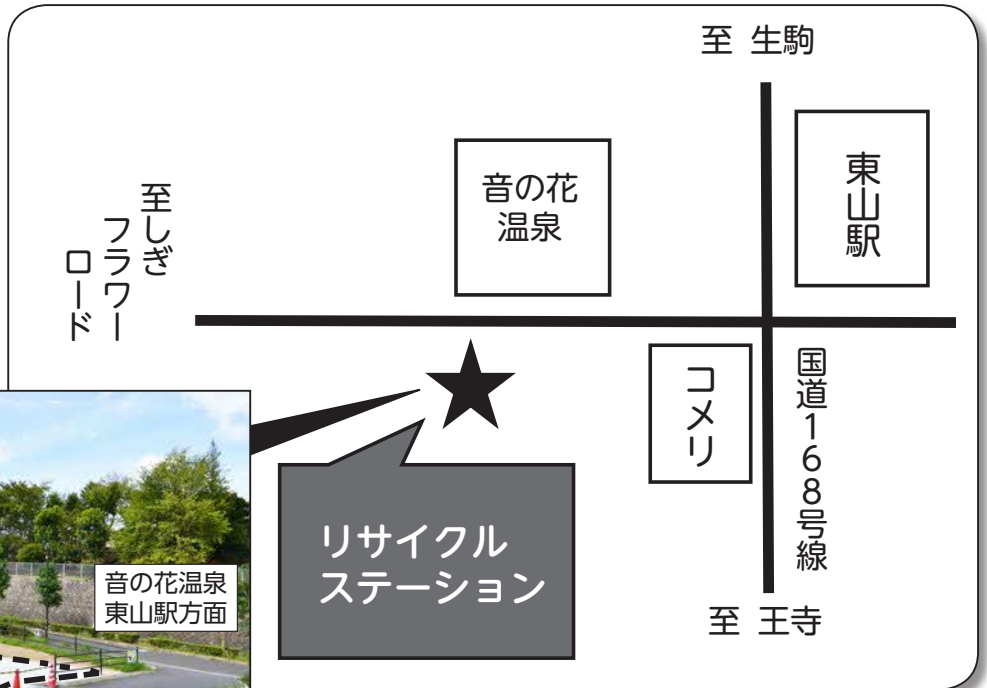 至 生駒
東山駅
音の花
温泉
至しぎ
フラワー
ロード
コメリ
国道168号線
リサイクル
ステーション
音の花温泉
東山駅方面
至 王寺